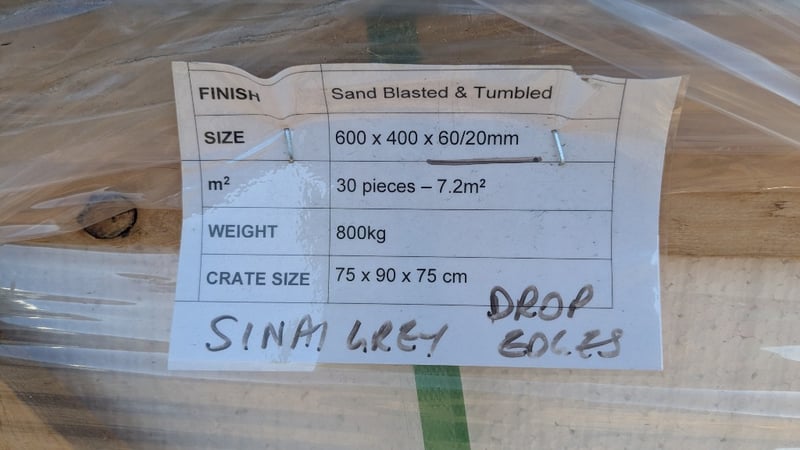 FINISH Sand Blasted & Tumbled
SIZE 600 x 400 x 60/20mm
m² 30 pieces – 7.2m²
WEIGHT 800kg
CRATE SIZE 75 x 90 x 75 cm
SINAI GREY DROP
EDGES